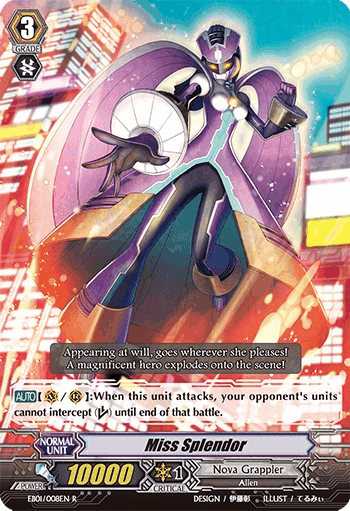 3
GRADE
Appearing at will, goes wherever she pleases!
A magnificent hero explodes onto the scene!
AUTO [ / ]:When this unit attacks, your opponent's units
cannot intercept ( ) until end of that battle.
NORMAL
UNIT
Miss Splendor
POWER
10000
1
CRITICAL
Nova Grappler
Alien
EB01/008EN R
DESIGN / 伊藤彰 ILLUST / てるみぃ